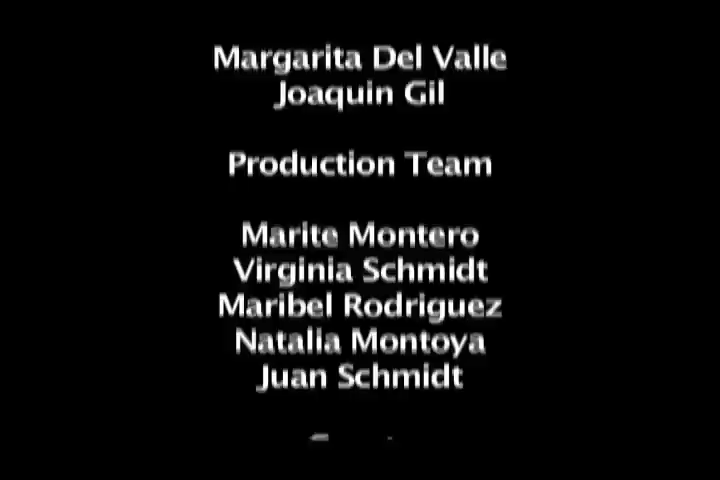 Margarita Del Valle
Joaquin Gil
Production Team
Marite Montero
Virginia Schmidt
Maribel Rodriguez
Natalia Montoya
Juan Schmidt